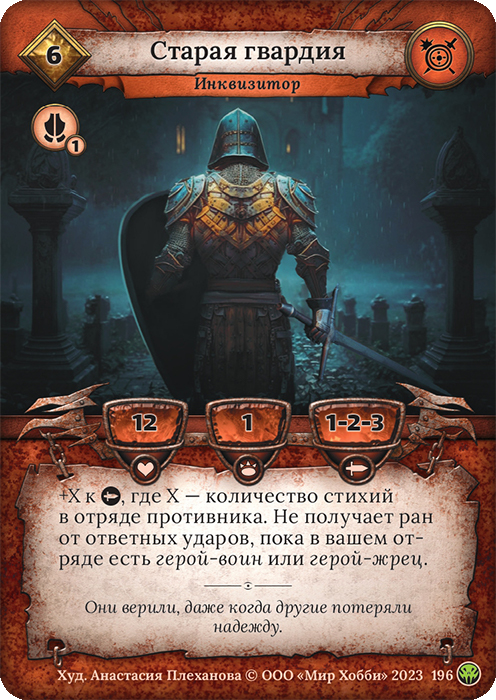 6
Старая гвардия
Инквизитор
1
12
1
1-2-3
+X к , где X — количество стихий
в отряде противника. Не получает ран
от ответных ударов, пока в вашем от-
ряде есть герой-воин или герой-жрец.
Они верили, даже когда другие потеряли
надежду.
Худ. Анастасия Плеханова © ООО «Мир Хобби» 2023 196